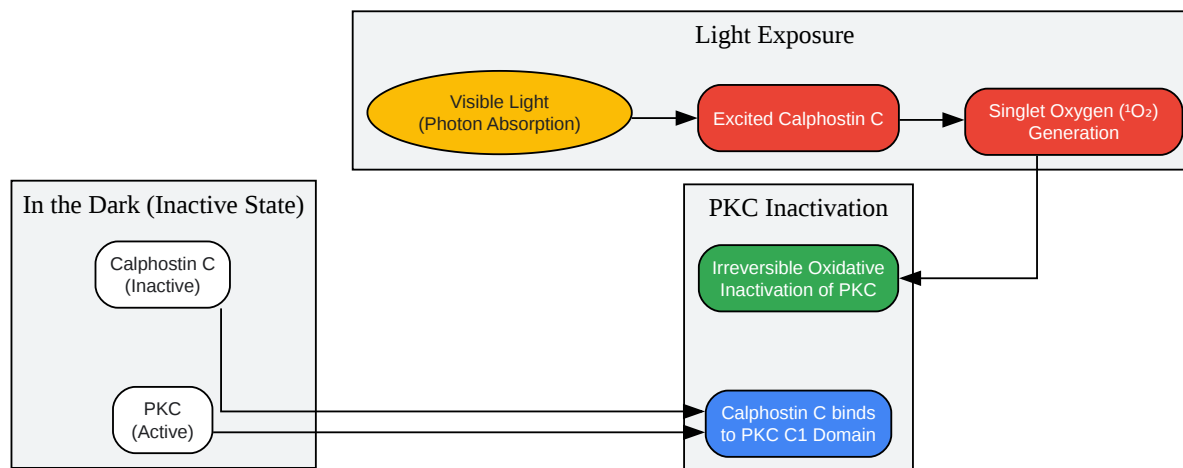 Light Exposure
Visible Light
(Photon Absorption)
Excited Calphostin C
Singlet Oxygen (¹O₂)
Generation
In the Dark (Inactive State)
Calphostin C
(Inactive)
PKC
(Active)
PKC Inactivation
Irreversible Oxidative
Inactivation of PKC
Calphostin C binds
to PKC C1 Domain